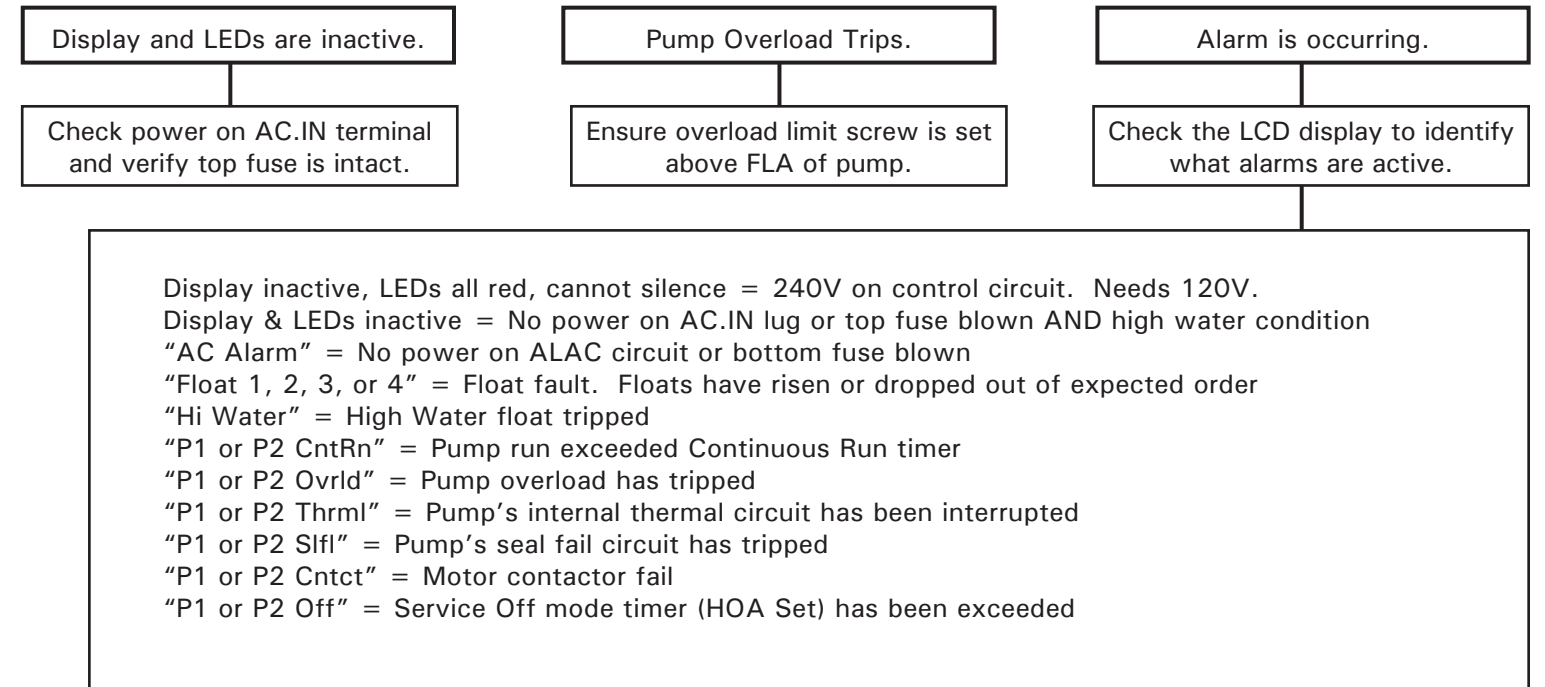 Display and LEDs are inactive.
Pump Overload Trips.
Alarm is occurring.
Check power on AC.IN terminal
and verify top fuse is intact.
Ensure overload limit screw is set
above FLA of pump.
Check the LCD display to identify
what alarms are active.
Display inactive, LEDs all red, cannot silence = 240V on control circuit.  Needs 120V.
Display & LEDs inactive = No power on AC.IN lug or top fuse blown AND high water condition
“AC Alarm” = No power on ALAC circuit or bottom fuse blown
“Float 1, 2, 3, or 4” = Float fault.  Floats have risen or dropped out of expected order
“Hi Water” = High Water float tripped
“P1 or P2 CntRn” = Pump run exceeded Continuous Run timer
“P1 or P2 Ovrld” = Pump overload has tripped
“P1 or P2 Thrml” = Pump’s internal thermal circuit has been interrupted
“P1 or P2 Slfl” = Pump’s seal fail circuit has tripped
“P1 or P2 Cntct” = Motor contactor fail
“P1 or P2 Off” = Service Off mode timer (HOA Set) has been exceeded